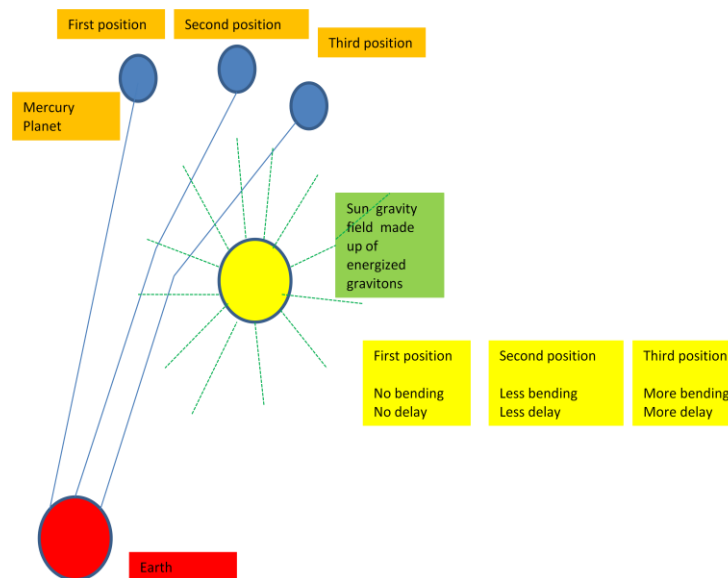 First position
Second position
Third position
Mercury
Planet
Sun gravity
field made
up of
energized
gravitons
First position
No bending
No delay
Second position
Less bending
Less delay
Third position
More bending
More delay
Earth